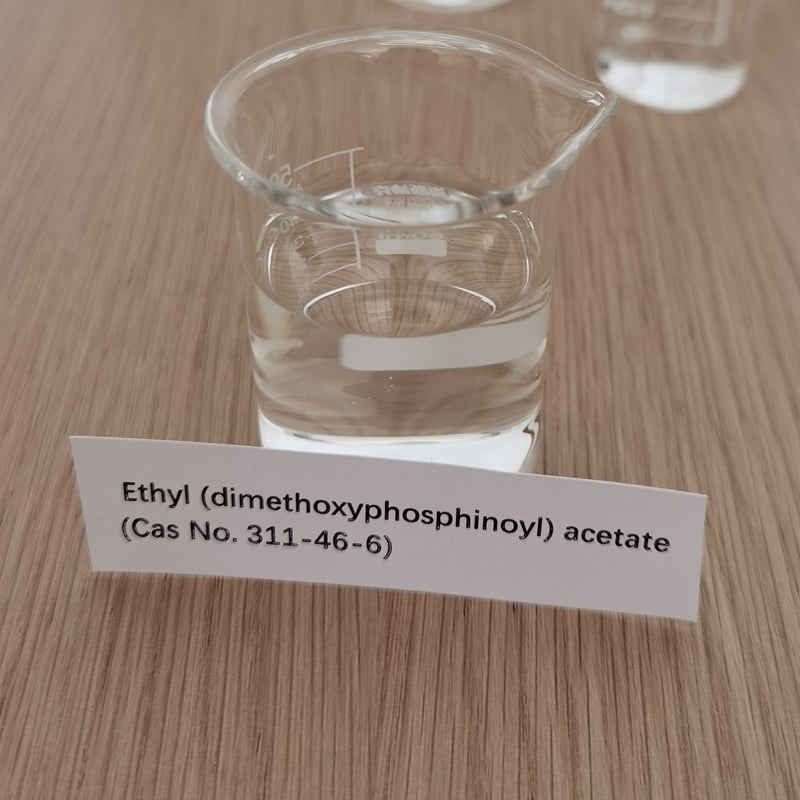 Ethyl (dimethoxyphosphinoyl) acetate
(Cas No. 311-46-6)